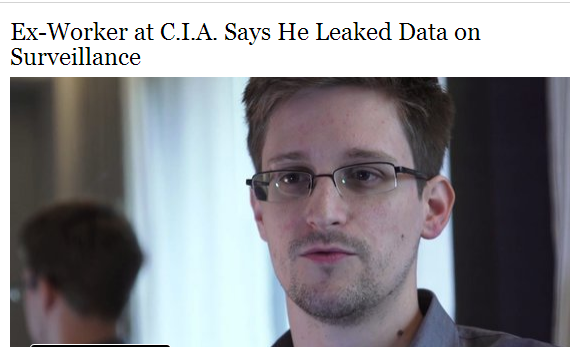 Ex-Worker at C.I.A. Says He Leaked Data on
Surveillance